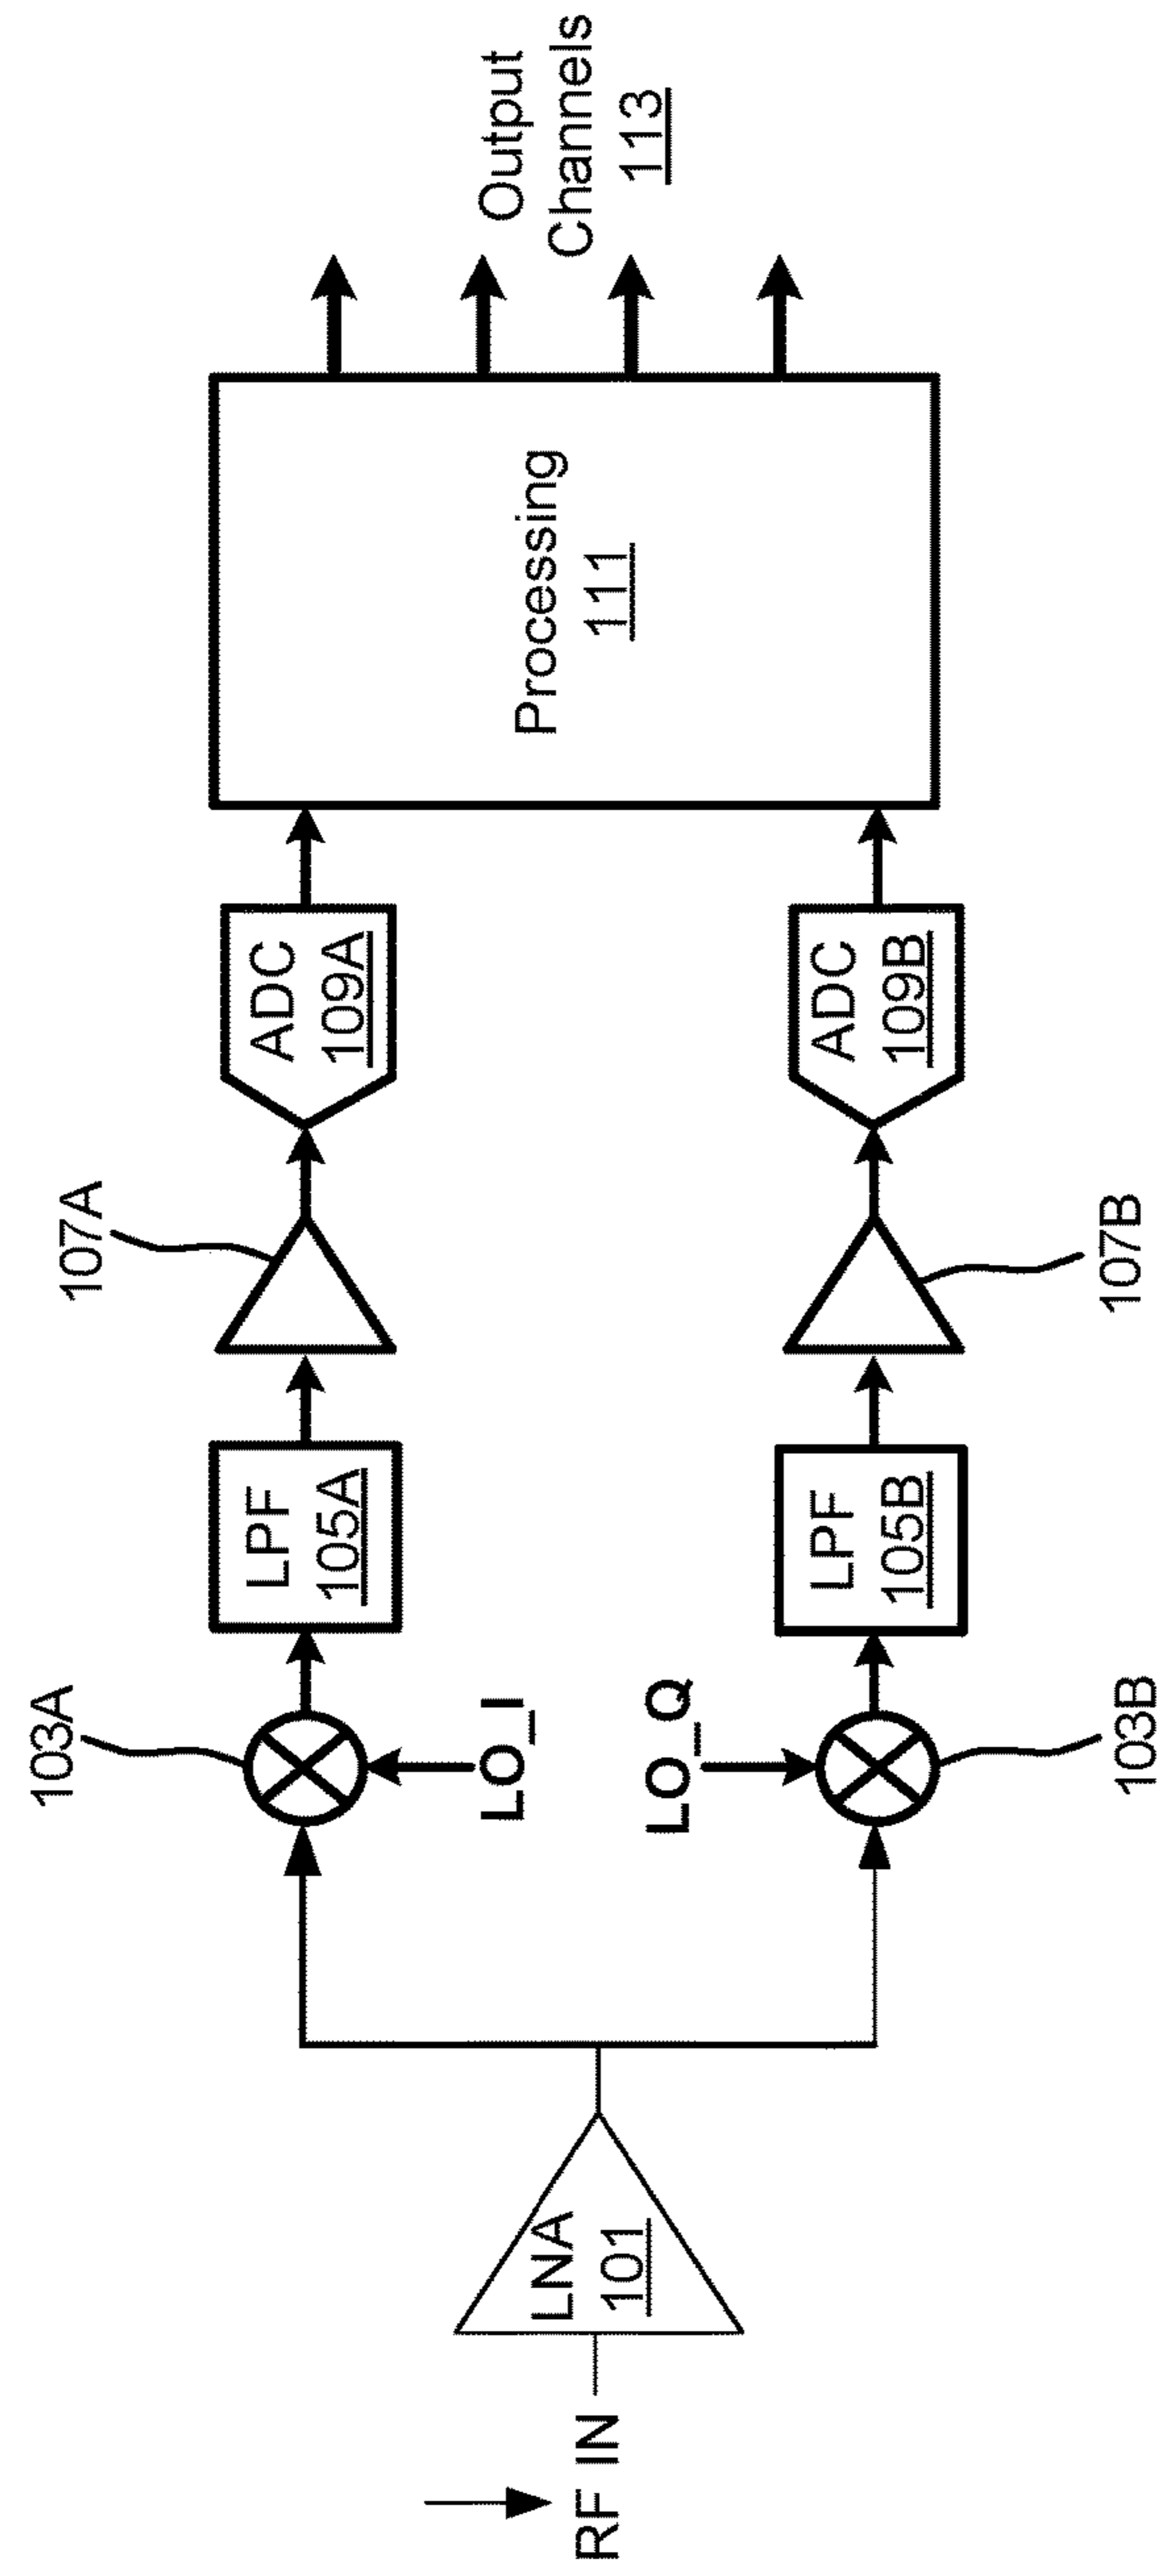 RF IN
LNA
101
103A
LO_I
LO_Q
103B
LPF
105A
LPF
105B
107A
107B
ADC
109A
ADC
109B
Processing
111
Output
Channels
113